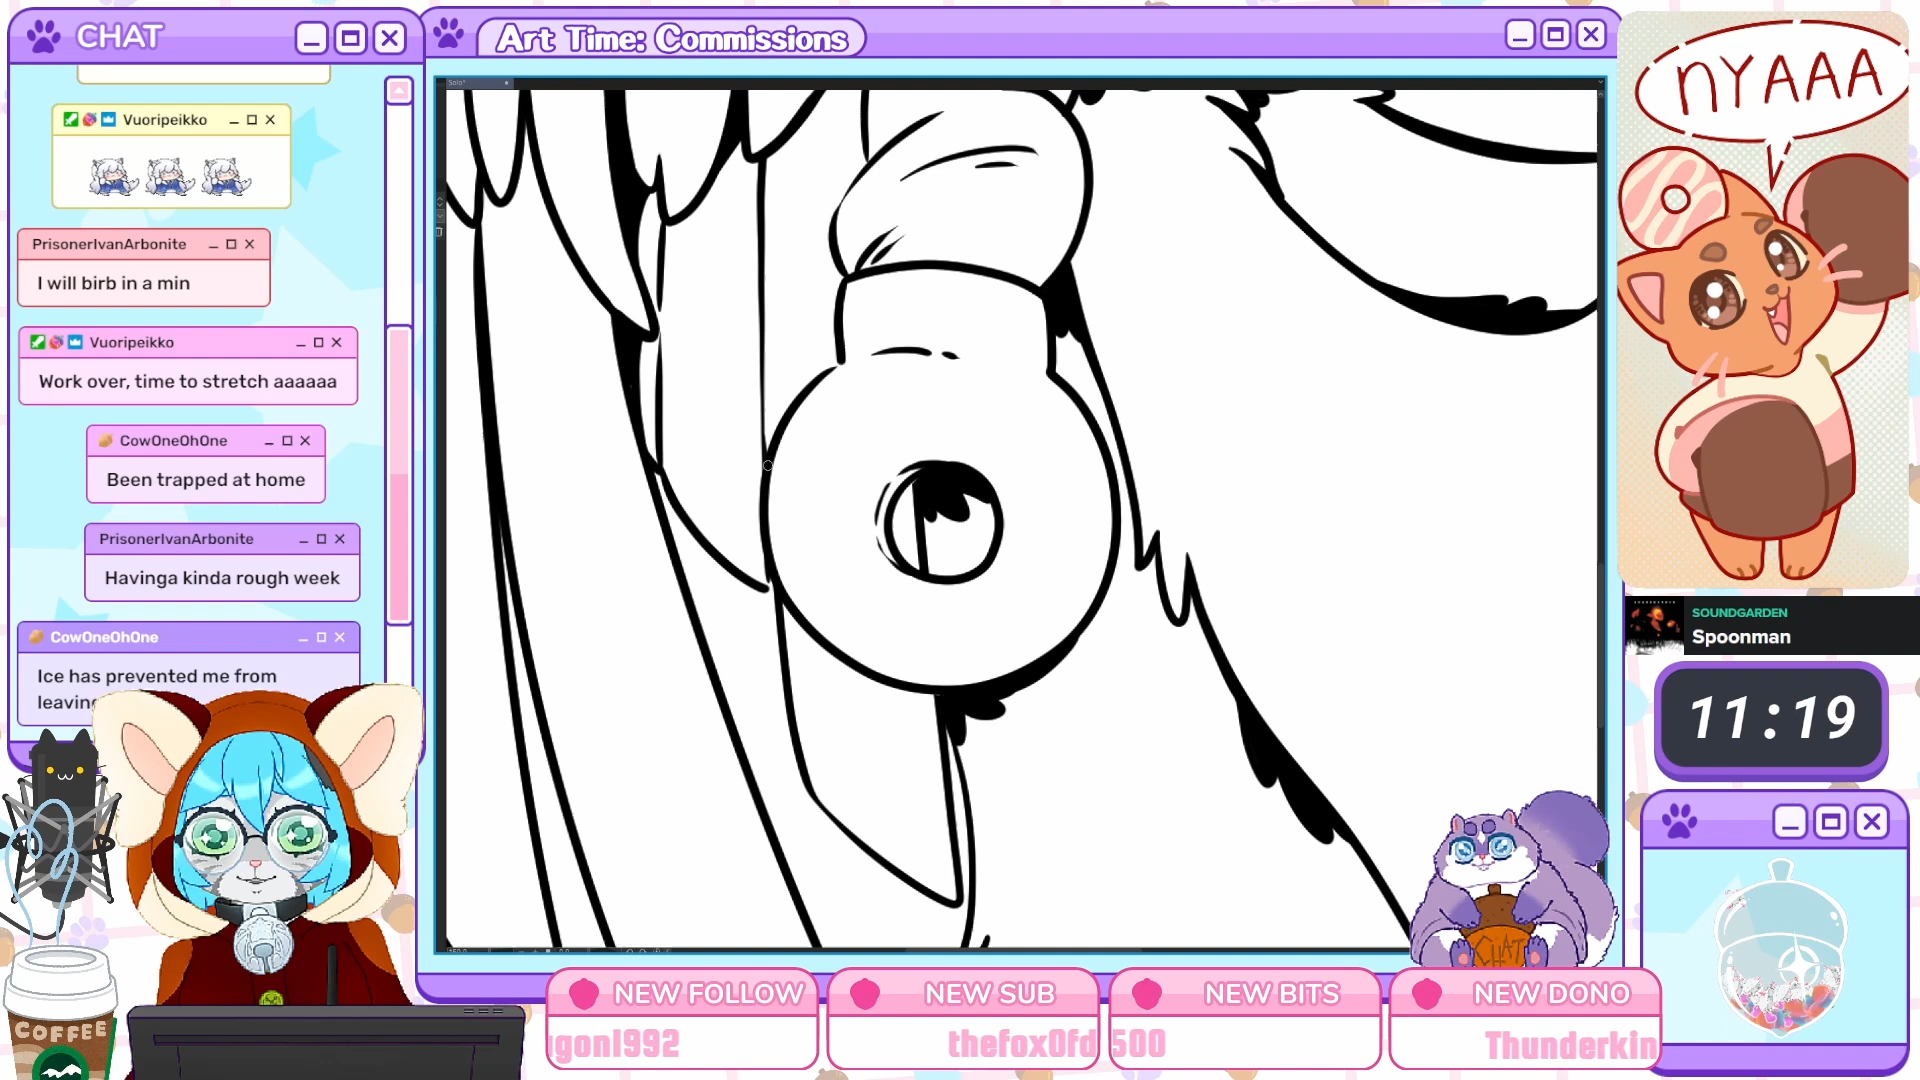 CHAT
Art Time: Commissions
NYAAA
Vuoripeikko
PrisonerIvanArbonite
I will birb in a min
Vuoripeikko
Work over, time to stretch aaaaaa
CowOneOhOne
Been trapped at home
PrisonerIvanArbonite
Havinga kinda rough week
CowOneOhOne
Ice has prevented me from
leaving
SOUNDGARDEN
Spoonman
11:19
CHAT
COFFEE
NEW FOLLOW
NEW SUB
NEW BITS
NEW DONO
gon1992
thefox0fd
500
Thunderkin